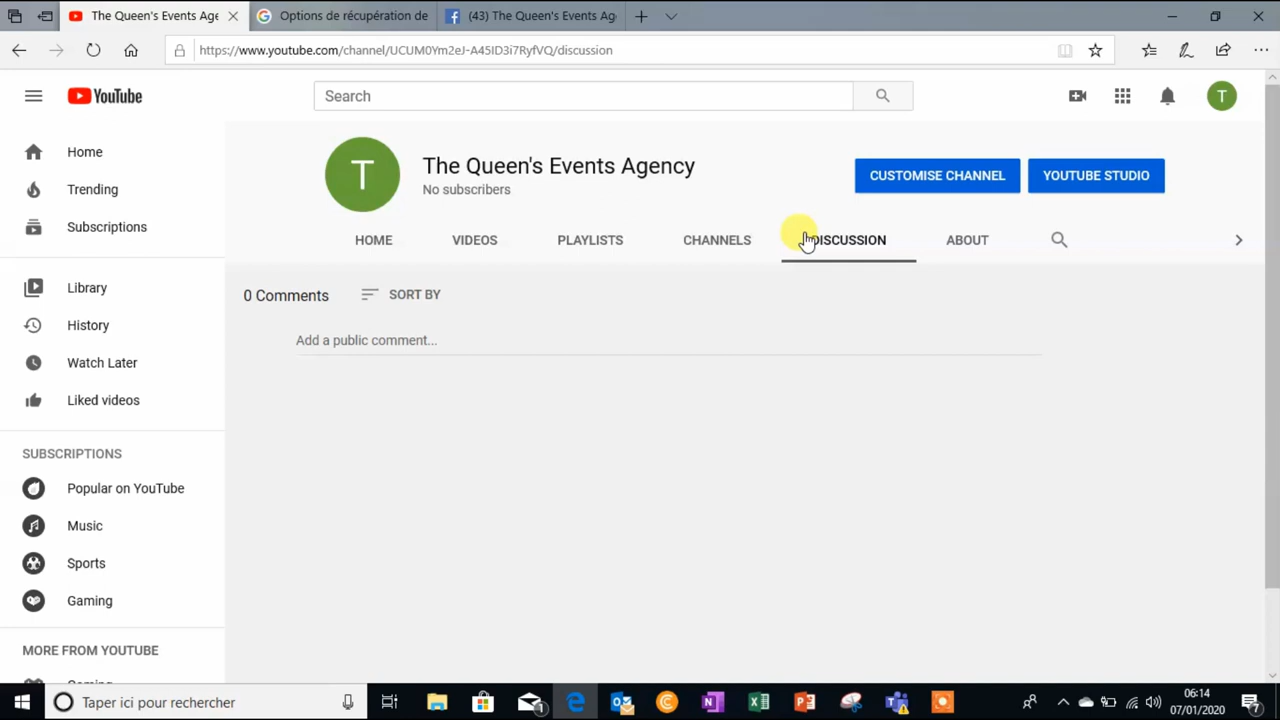 The Queen's Events Age
Options de récupération de
(43) The Queen's Events Ag
https://www.youtube.com/channel/UCUM0Ym2eJ-A45ID3i7RyfVQ/discussion
YouTube
Search
T
Home
Trending
Subscriptions
Library
History
Watch Later
Liked videos
SUBSCRIPTIONS
Popular on YouTube
Music
Sports
Gaming
MORE FROM YOUTUBE
T
The Queen's Events Agency
No subscribers
CUSTOMISE CHANNEL
YOUTUBE STUDIO
HOME
VIDEOS
PLAYLISTS
CHANNELS
DISCUSSION
ABOUT
0 Comments
SORT BY
Add a public comment...
Taper ici pour rechercher
1
06:14
07/01/2020
7